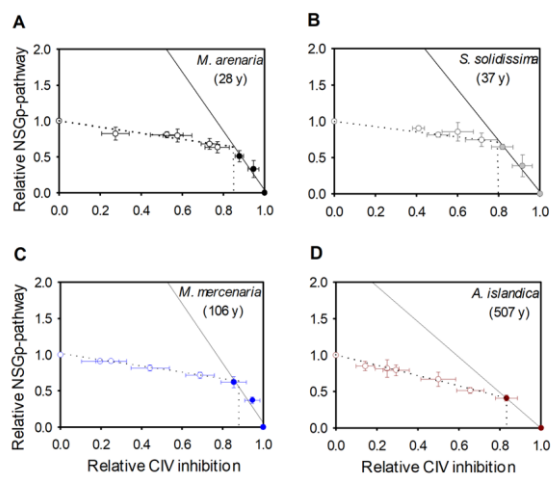 A
B
2.0
M. arenaria
(28 y)
1.5
1.0
0.5
0.0
0.0 0.2 0.4 0.6 0.8 1.0
Relative NSGp-pathway
2.0
S. solidissima
(37 y)
1.5
1.0
0.5
0.0
0.0 0.2 0.4 0.6 0.8 1.0
C
D
2.0
M. mercenaria
(106 y)
1.5
1.0
0.5
0.0
0.0 0.2 0.4 0.6 0.8 1.0
Relative NSGp-pathway
Relative CIV inhibition
2.0
A. islandica
(507 y)
1.5
1.0
0.5
0.0
0.0 0.2 0.4 0.6 0.8 1.0
Relative CIV inhibition